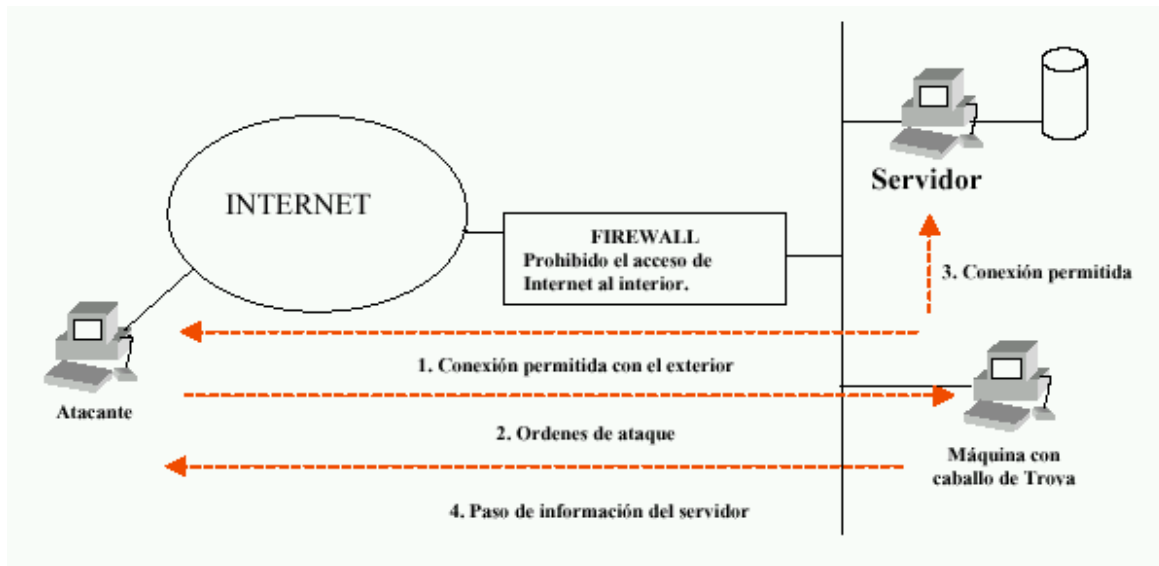 INTERNET
FIREWALL
Prohibido el acceso de
Internet al interior.
Servidor
3. Conexión permitida
1. Conexión permitida con el exterior
Atacante
2. Ordenes de ataque
Máquina con
caballo de Trova
4. Paso de información del servidor